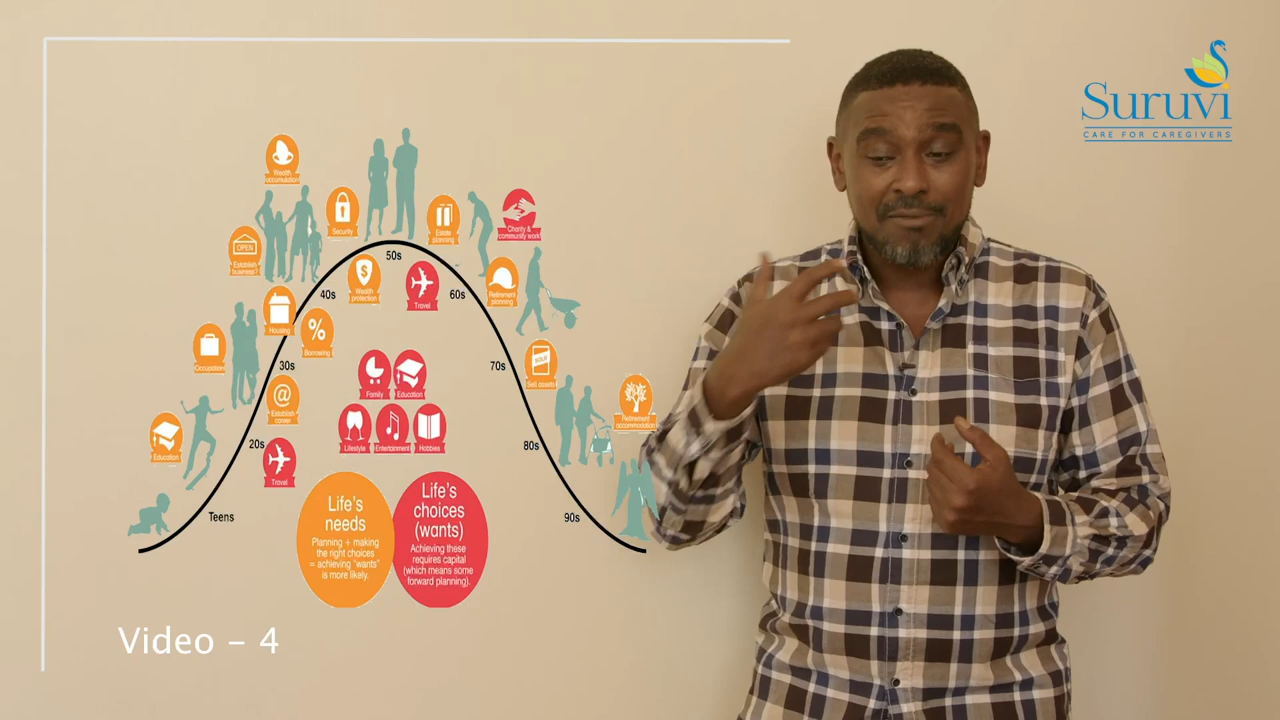 Suruvi
CARE FOR CAREGIVERS
Wealth
accumulation
Security
Estate
planning
Charity &
community work!
OPEN
Establish
business?
50s
40s
$
Wealth
protection
Travel
60s
Retirement
planning
Housing
%
Borrowing
Occupation
30s
70s
SOLD
Sell assets
Family
Education
@
Establish
career
Retirement
accommodation
Lifestyle
Entertainment
Hobbies
Education
20s
80s
Travel
Teens
90s
Life's
needs
Planning + making
the right choices
= achieving "wants"
is more likely.
Life's
choices
(wants)
Achieving these
requires capital
(which means some
forward planning).
Video – 4